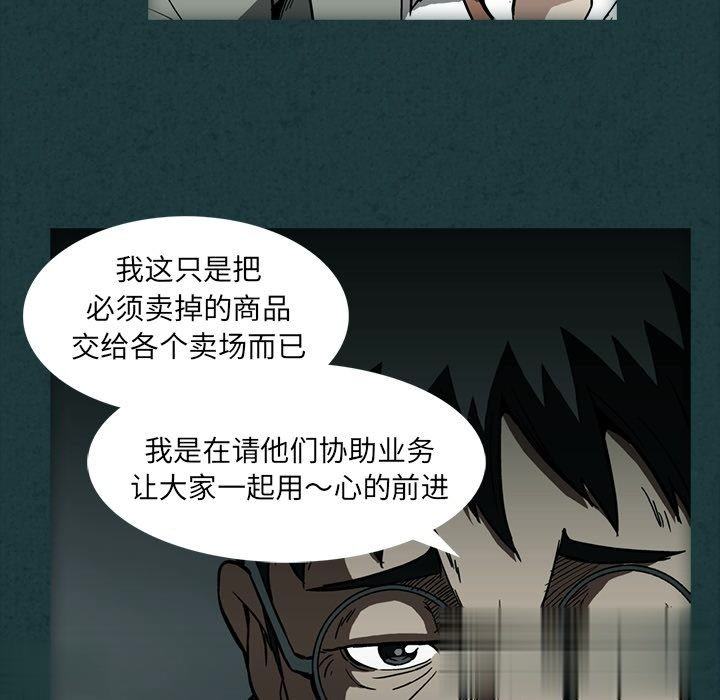 我这只是把
必须卖掉的商品
交给各个卖场而已
我是在请他们协助业务
让大家一起用～心的前进